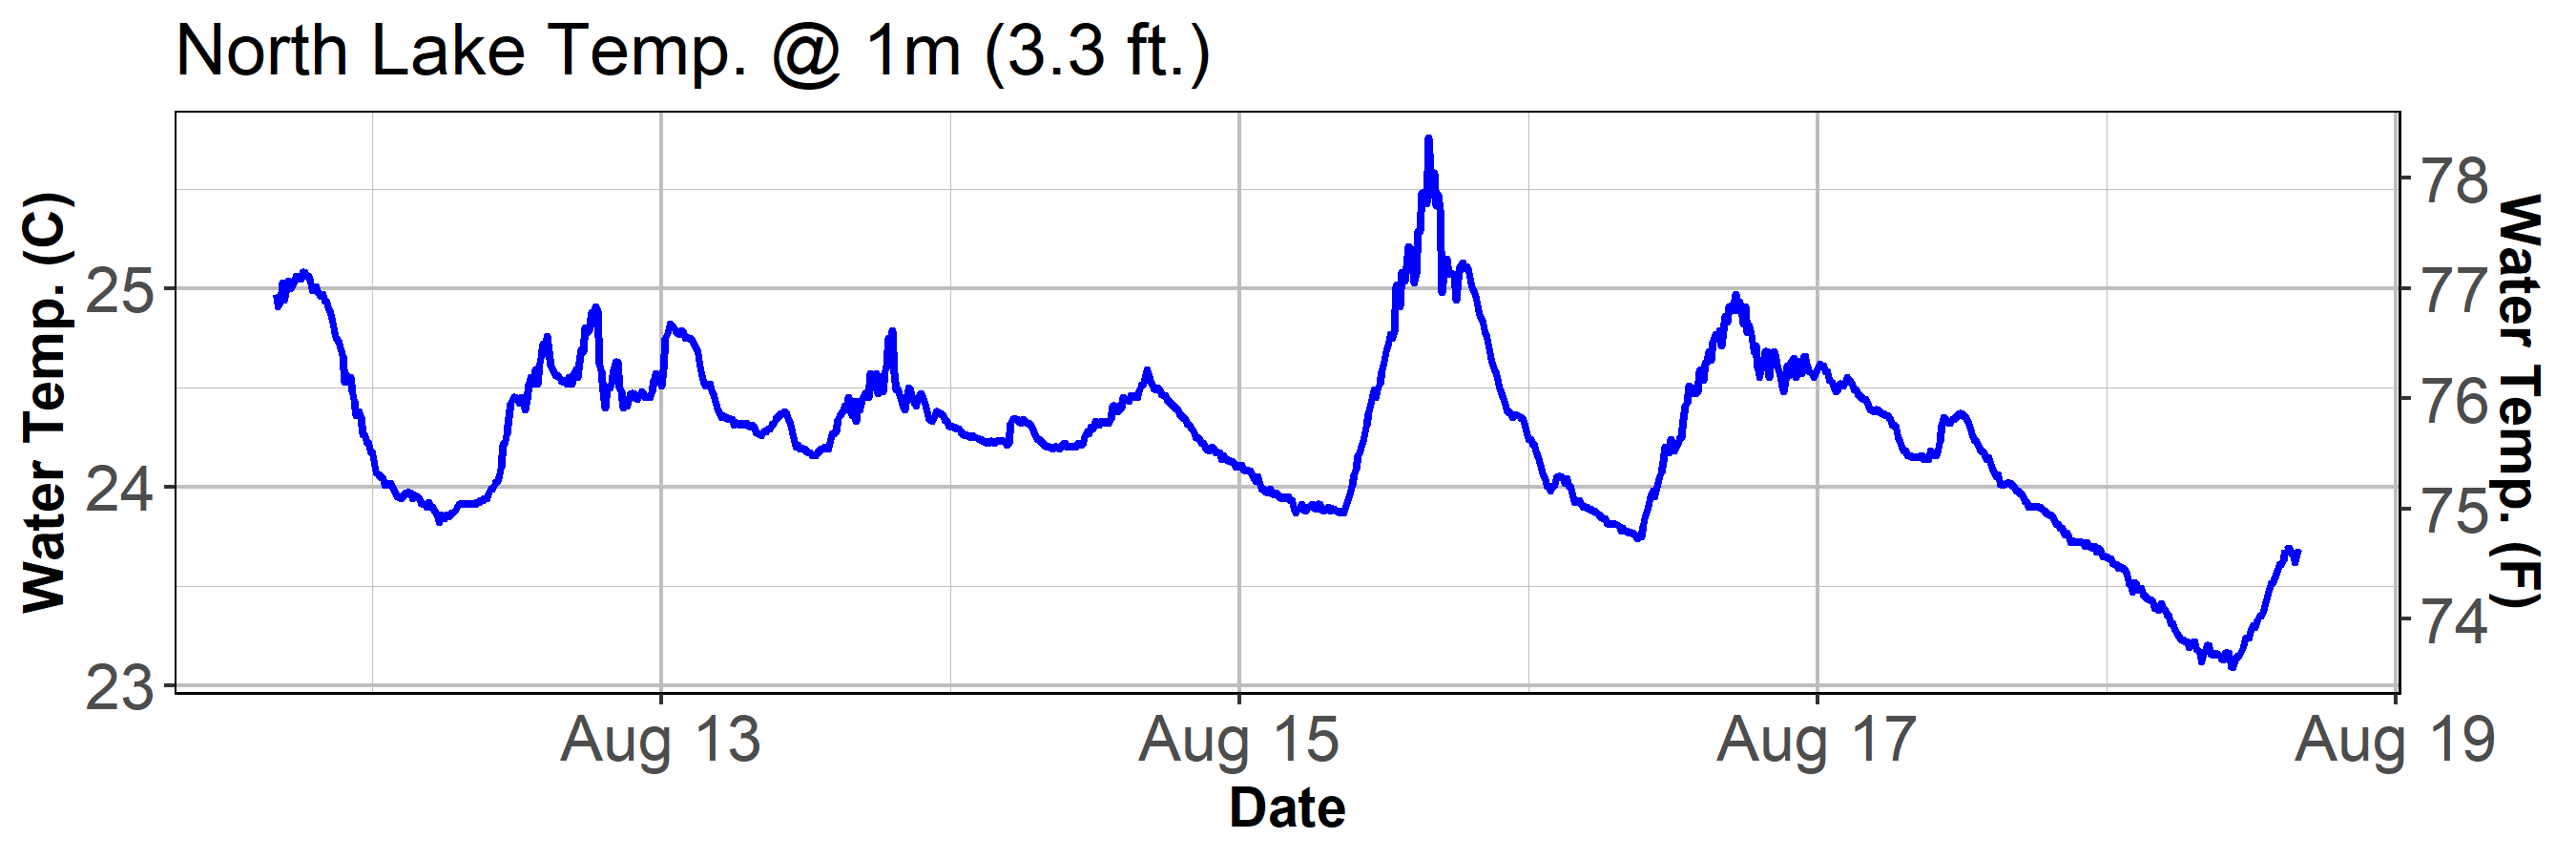 North Lake Temp. @ 1m (3.3 ft.)
Water Temp. (C)
25
24
23
78
77
76
75
74
Water Temp. (F)
Aug 13 Aug 15 Aug 17 Aug 19
Date